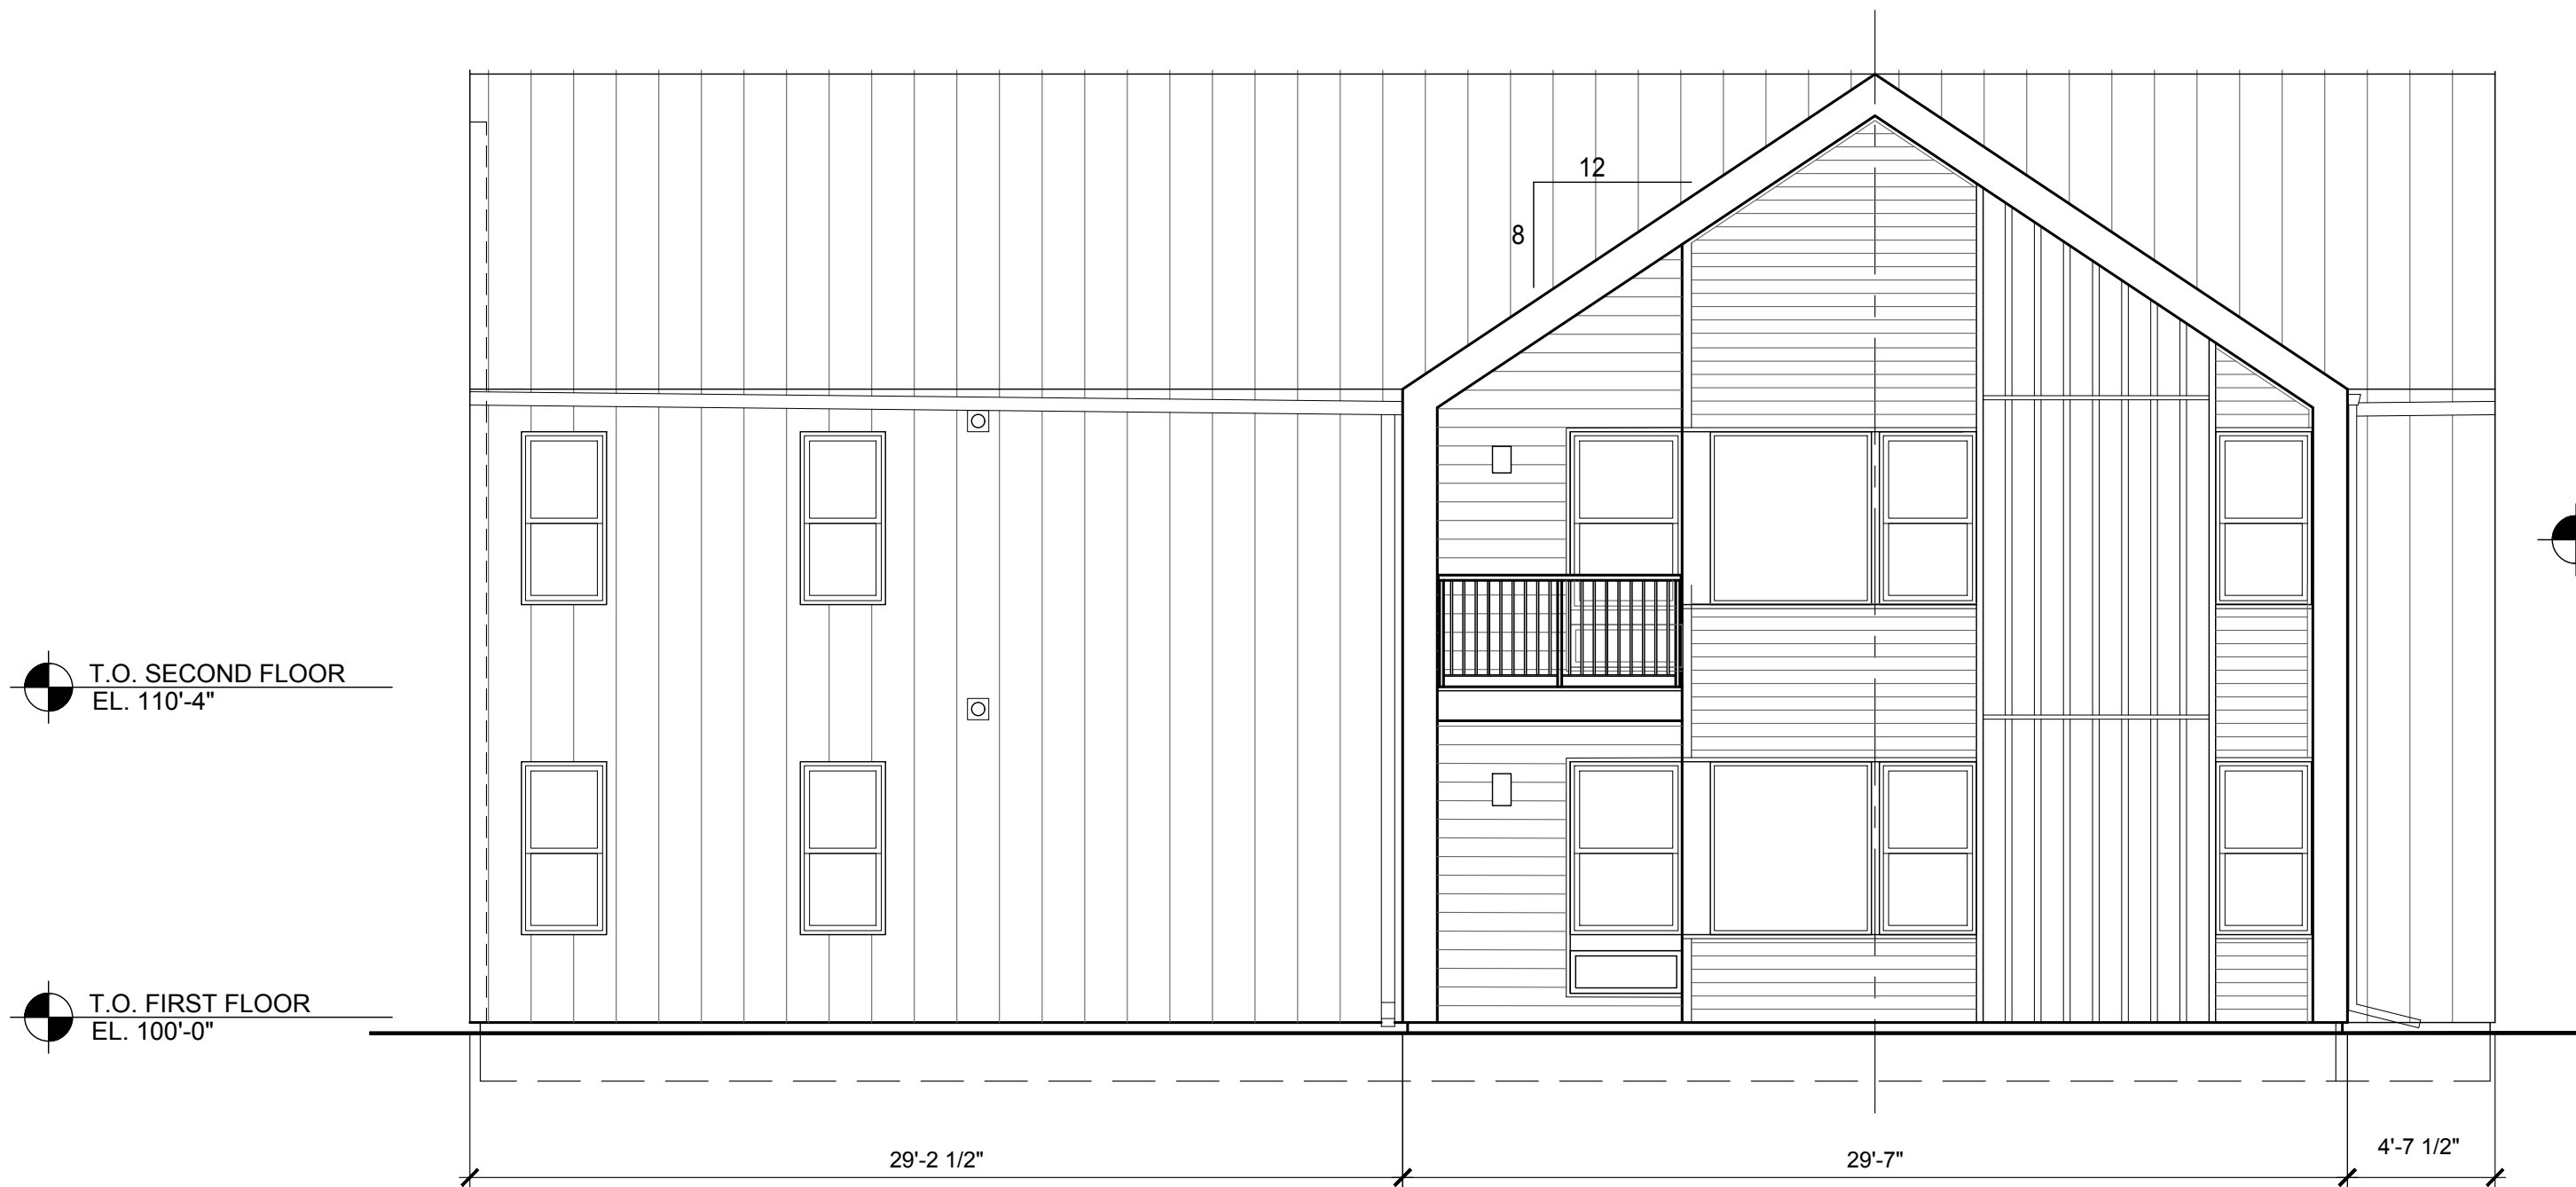 12
8
T.O. SECOND FLOOR
EL. 110'-4"
T.O. FIRST FLOOR
EL. 100'-0"
29'-2 1/2"
29'-7"
4'-7 1/2"